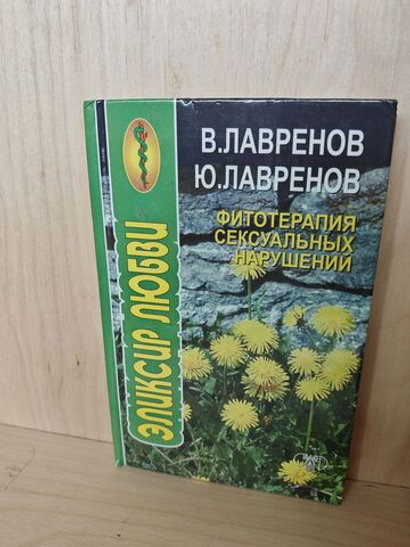 В.ЛАВРЕНОВ
Ю.ЛАВРЕНОВ
ФИТОТЕРАПИЯ
СЕКСУАЛЬНЫХ
НАРУШЕНИЙ
ЭЛИКСИР ЛЮБВИ